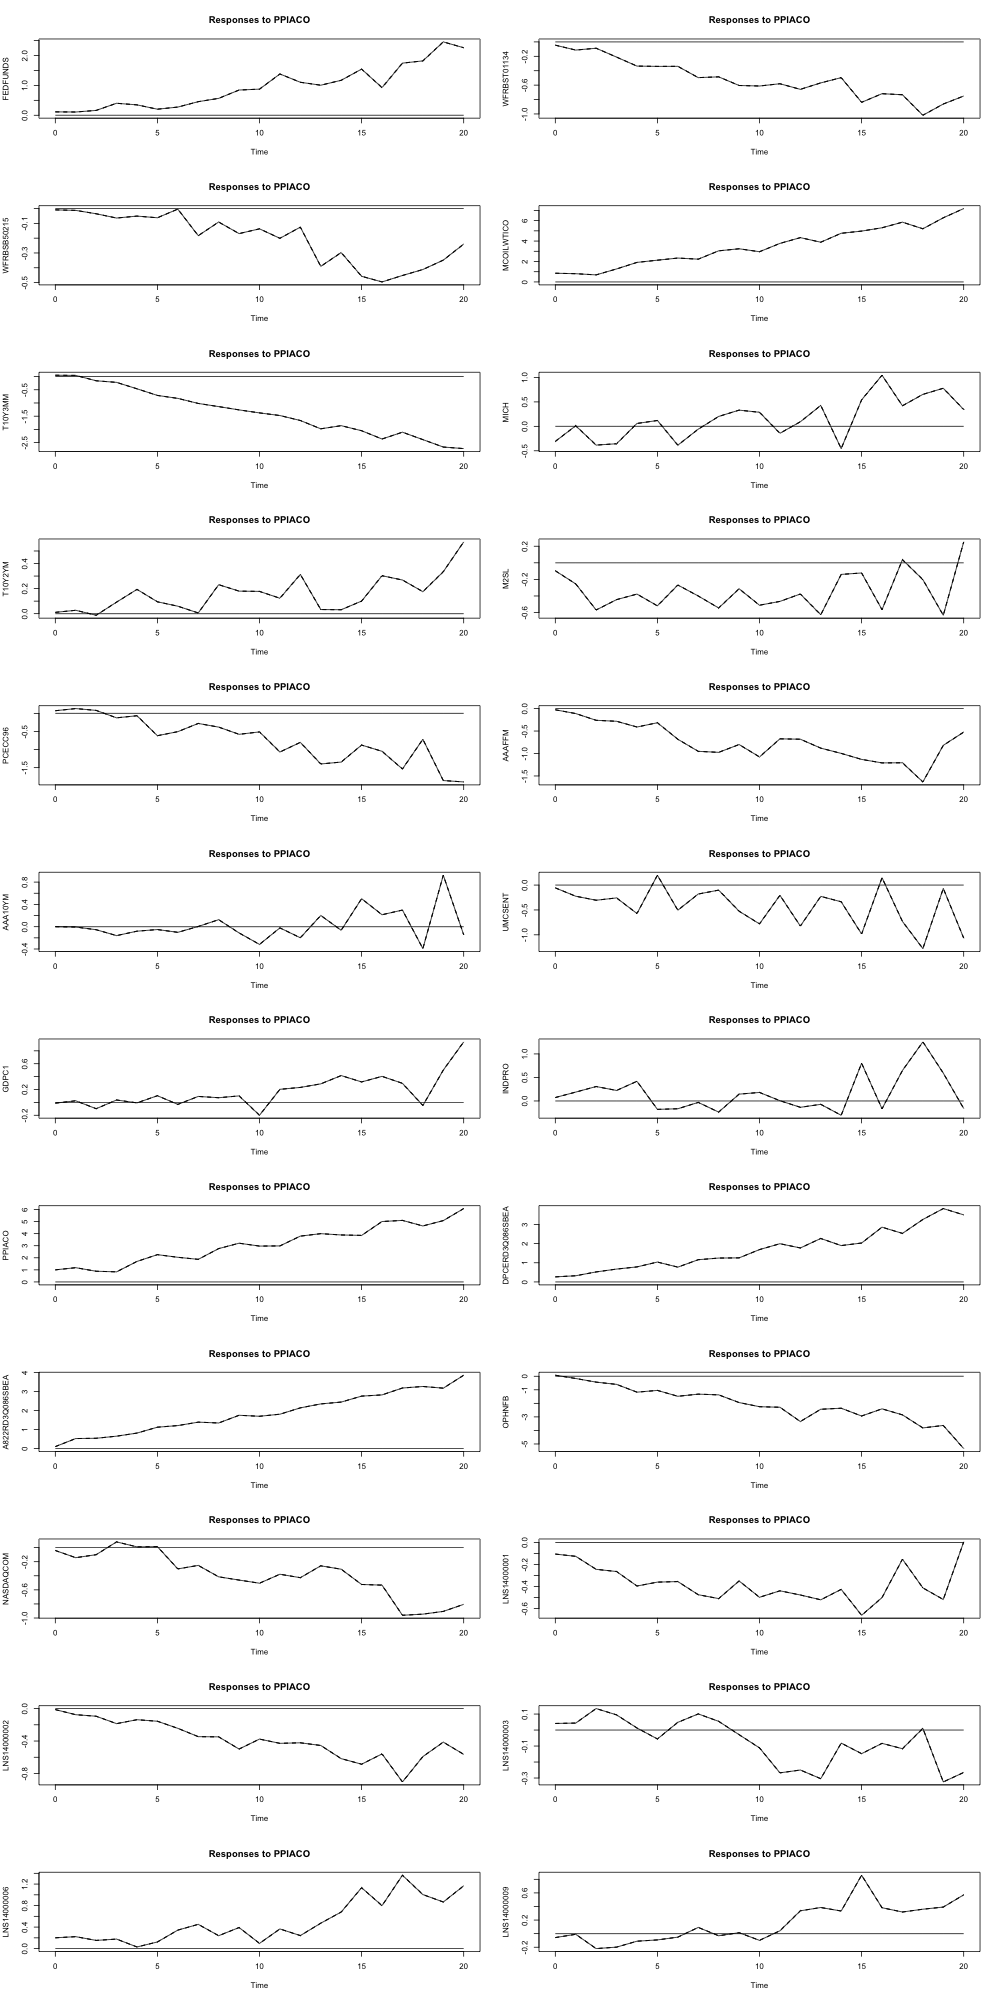 Responses to PPIACO
FEDFUNDS
0.0 1.0 2.0
0 5 10 15 20
Time
Responses to PPIACO
WFRBST01134
-1.0 -0.6 -0.2
0 5 10 15 20
Time
Responses to PPIACO
WFRBSB50215
-0.5 -0.3 -0.1
0 5 10 15 20
Time
Responses to PPIACO
MCOILWTICO
0 2 4 6
0 5 10 15 20
Time
Responses to PPIACO
T10Y3MM
-2.5 -1.5 -0.5
0 5 10 15 20
Time
Responses to PPIACO
MICH
-0.5 0.0 0.5 1.0
0 5 10 15 20
Time
Responses to PPIACO
T10Y2YM
0.0 0.2 0.4
0 5 10 15 20
Time
Responses to PPIACO
M2SL
-0.6 -0.2 0.2
0 5 10 15 20
Time
Responses to PPIACO
PCECC96
-1.5 -0.5
0 5 10 15 20
Time
Responses to PPIACO
AAAFFM
-1.5 -1.0 -0.5 0.0
0 5 10 15 20
Time
Responses to PPIACO
AAA10YM
-0.4 0.0 0.4 0.8
0 5 10 15 20
Time
Responses to PPIACO
UMCSENT
-1.0 -0.5 0.0
0 5 10 15 20
Time
Responses to PPIACO
GDPC1
-0.2 0.2 0.6
0 5 10 15 20
Time
Responses to PPIACO
INDPRO
0.0 0.5 1.0
0 5 10 15 20
Time
Responses to PPIACO
PPIACO
0 1 2 3 4 5 6
0 5 10 15 20
Time
Responses to PPIACO
DPCERD3Q086SBEA
0 1 2 3
0 5 10 15 20
Time
Responses to PPIACO
A822RD3Q086SBEA
0 1 2 3 4
0 5 10 15 20
Time
Responses to PPIACO
OPHNFB
-5 -3 -1 0
0 5 10 15 20
Time
Responses to PPIACO
NASDAQCOM
-1.0 -0.6 -0.2
0 5 10 15 20
Time
Responses to PPIACO
LNS14000001
-0.6 -0.4 -0.2 0.0
0 5 10 15 20
Time
Responses to PPIACO
LNS14000002
-0.8 -0.4 0.0
0 5 10 15 20
Time
Responses to PPIACO
LNS14000003
-0.3 -0.1 0.1
0 5 10 15 20
Time
Responses to PPIACO
LNS14000006
0.0 0.4 0.8 1.2
0 5 10 15 20
Time
Responses to PPIACO
LNS14000009
-0.2 0.2 0.6
0 5 10 15 20
Time